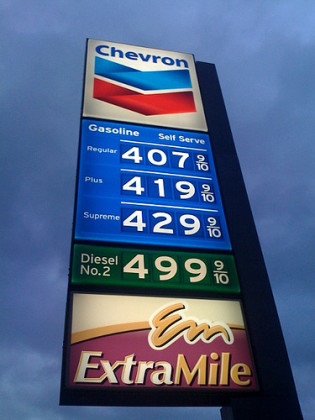 Chevron
Gasoline Self Serve
Regular 407 9/10
Plus 419 9/10
Supreme 429 9/10
Diesel
No.2 499 9/10
Em
ExtraMile